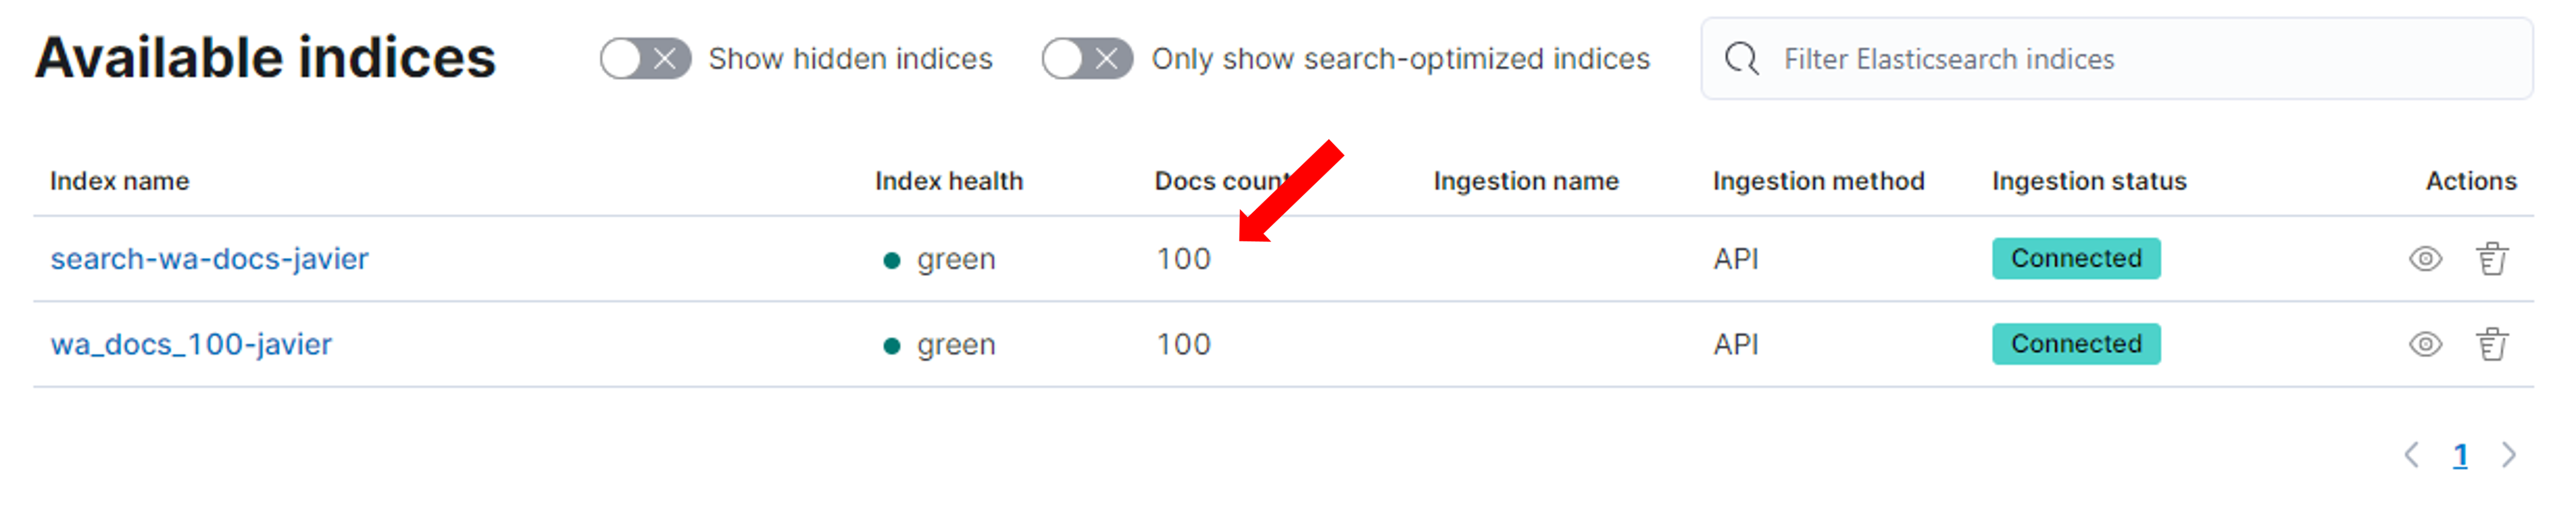 Available indices Show hidden indices Only show search-optimized indices Filter Elasticsearch indices
Index name Index health Docs count Ingestion name Ingestion method Ingestion status Actions
search-wa-docs-javier green 100 API Connected
wa_docs_100-javier green 100 API Connected
1